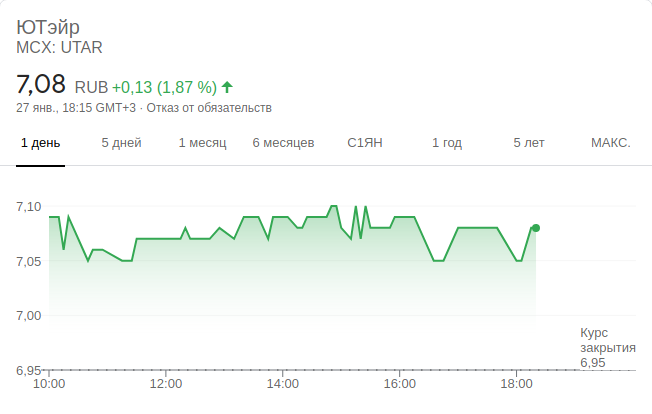 ЮТэйр
MCX: UTAR
7,08 RUB +0,13 (1,87 %)
27 янв., 18:15 GMT+3 · Отказ от обязательств
1 день 5 дней 1 месяц 6 месяцев С1ЯН 1 год 5 лет МАКС.
7,10
7,05
7,00
6,95
Курс
закрытия
6,95
10:00 12:00 14:00 16:00 18:00